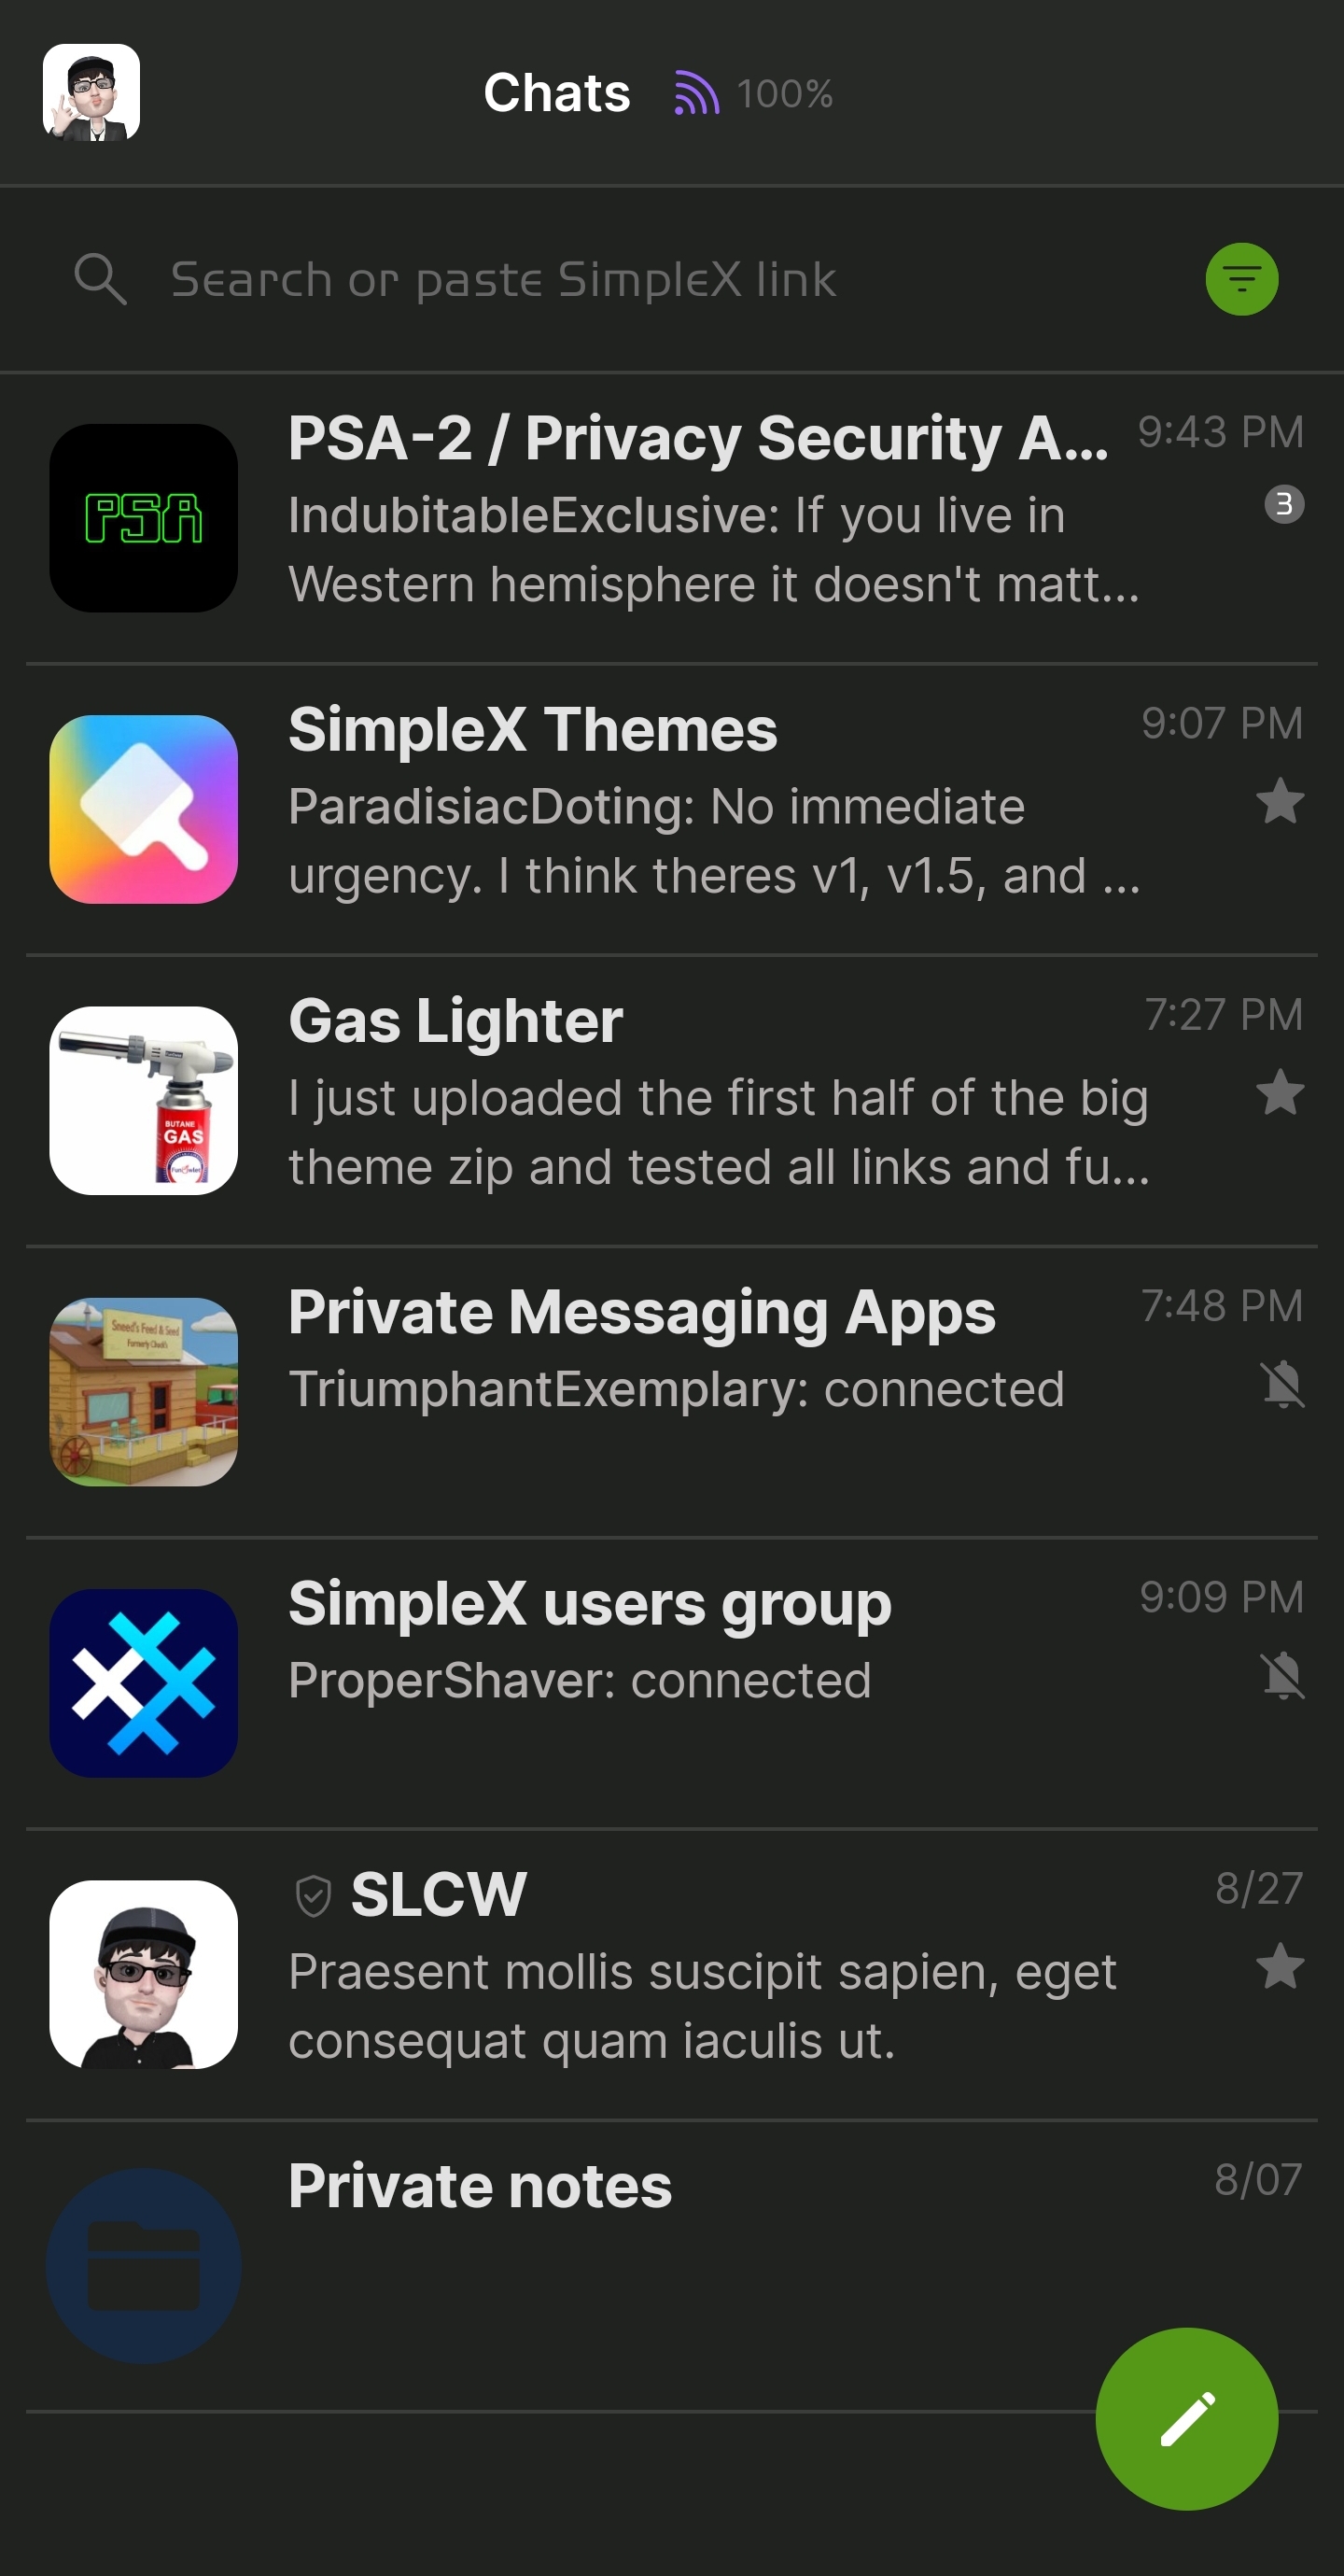 Chats 100%
Search or paste SimpleX link
PSA-2 / Privacy Security A... 9:43 PM
PSA
IndubitableExclusive: If you live in 3
Western hemisphere it doesn't matt...
SimpleX Themes 9:07 PM
ParadisiacDoting: No immediate
urgency. I think theres v1, v1.5, and ...
Gas Lighter 7:27 PM
I just uploaded the first half of the big
theme zip and tested all links and fu...
BUTANE
GAS
Private Messaging Apps 7:48 PM
Sneed's Feed & Seed
Formerly Chuck's
TriumphantExemplary: connected
SimpleX users group 9:09 PM
ProperShaver: connected
SLCW 8/27
Praesent mollis suscipit sapien, eget
consequat quam iaculis ut.
Private notes 8/07